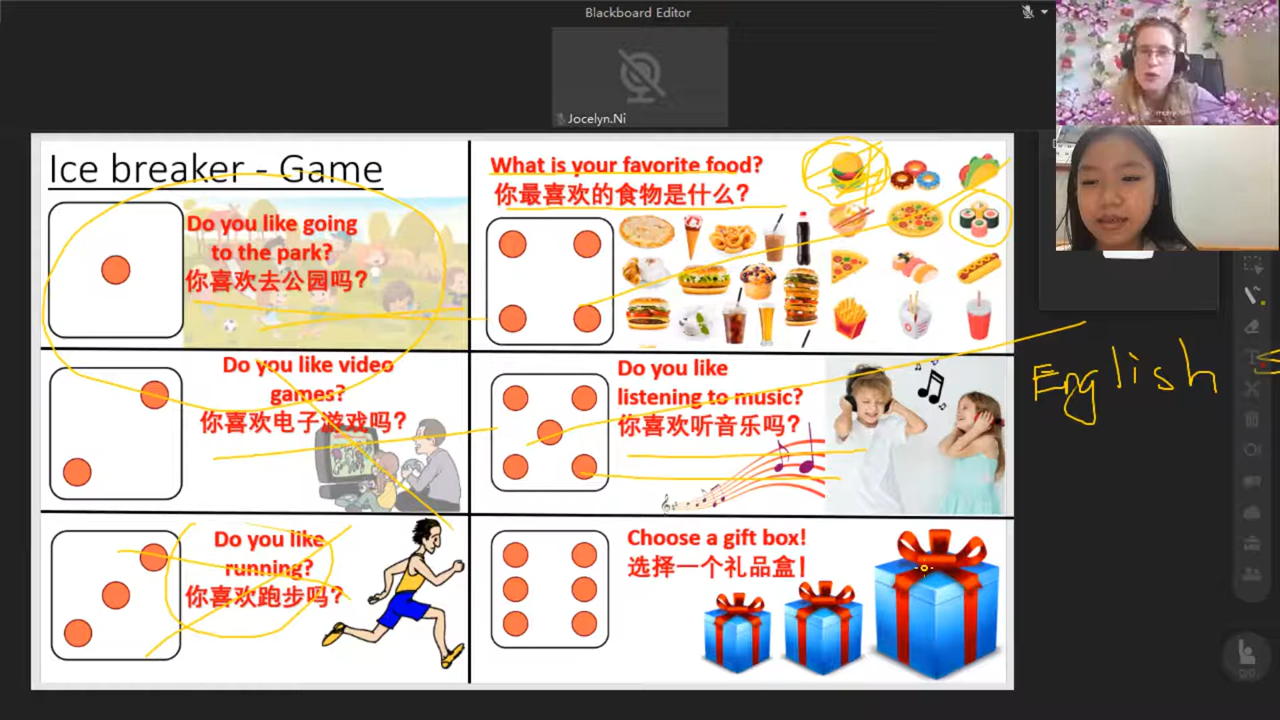 Blackboard Editor
Jocelyn.Ni
Ice breaker - Game
Do you like going
to the park?
你喜欢去公园吗?
What is your favorite food?
你最喜欢的食物是什么?
Do you like video
games?
你喜欢电子游戏吗?
Do you like
listening to music?
你喜欢听音乐吗?
Do you like
running?
你喜欢跑步吗?
Choose a gift box!
选择一个礼品盒!
English